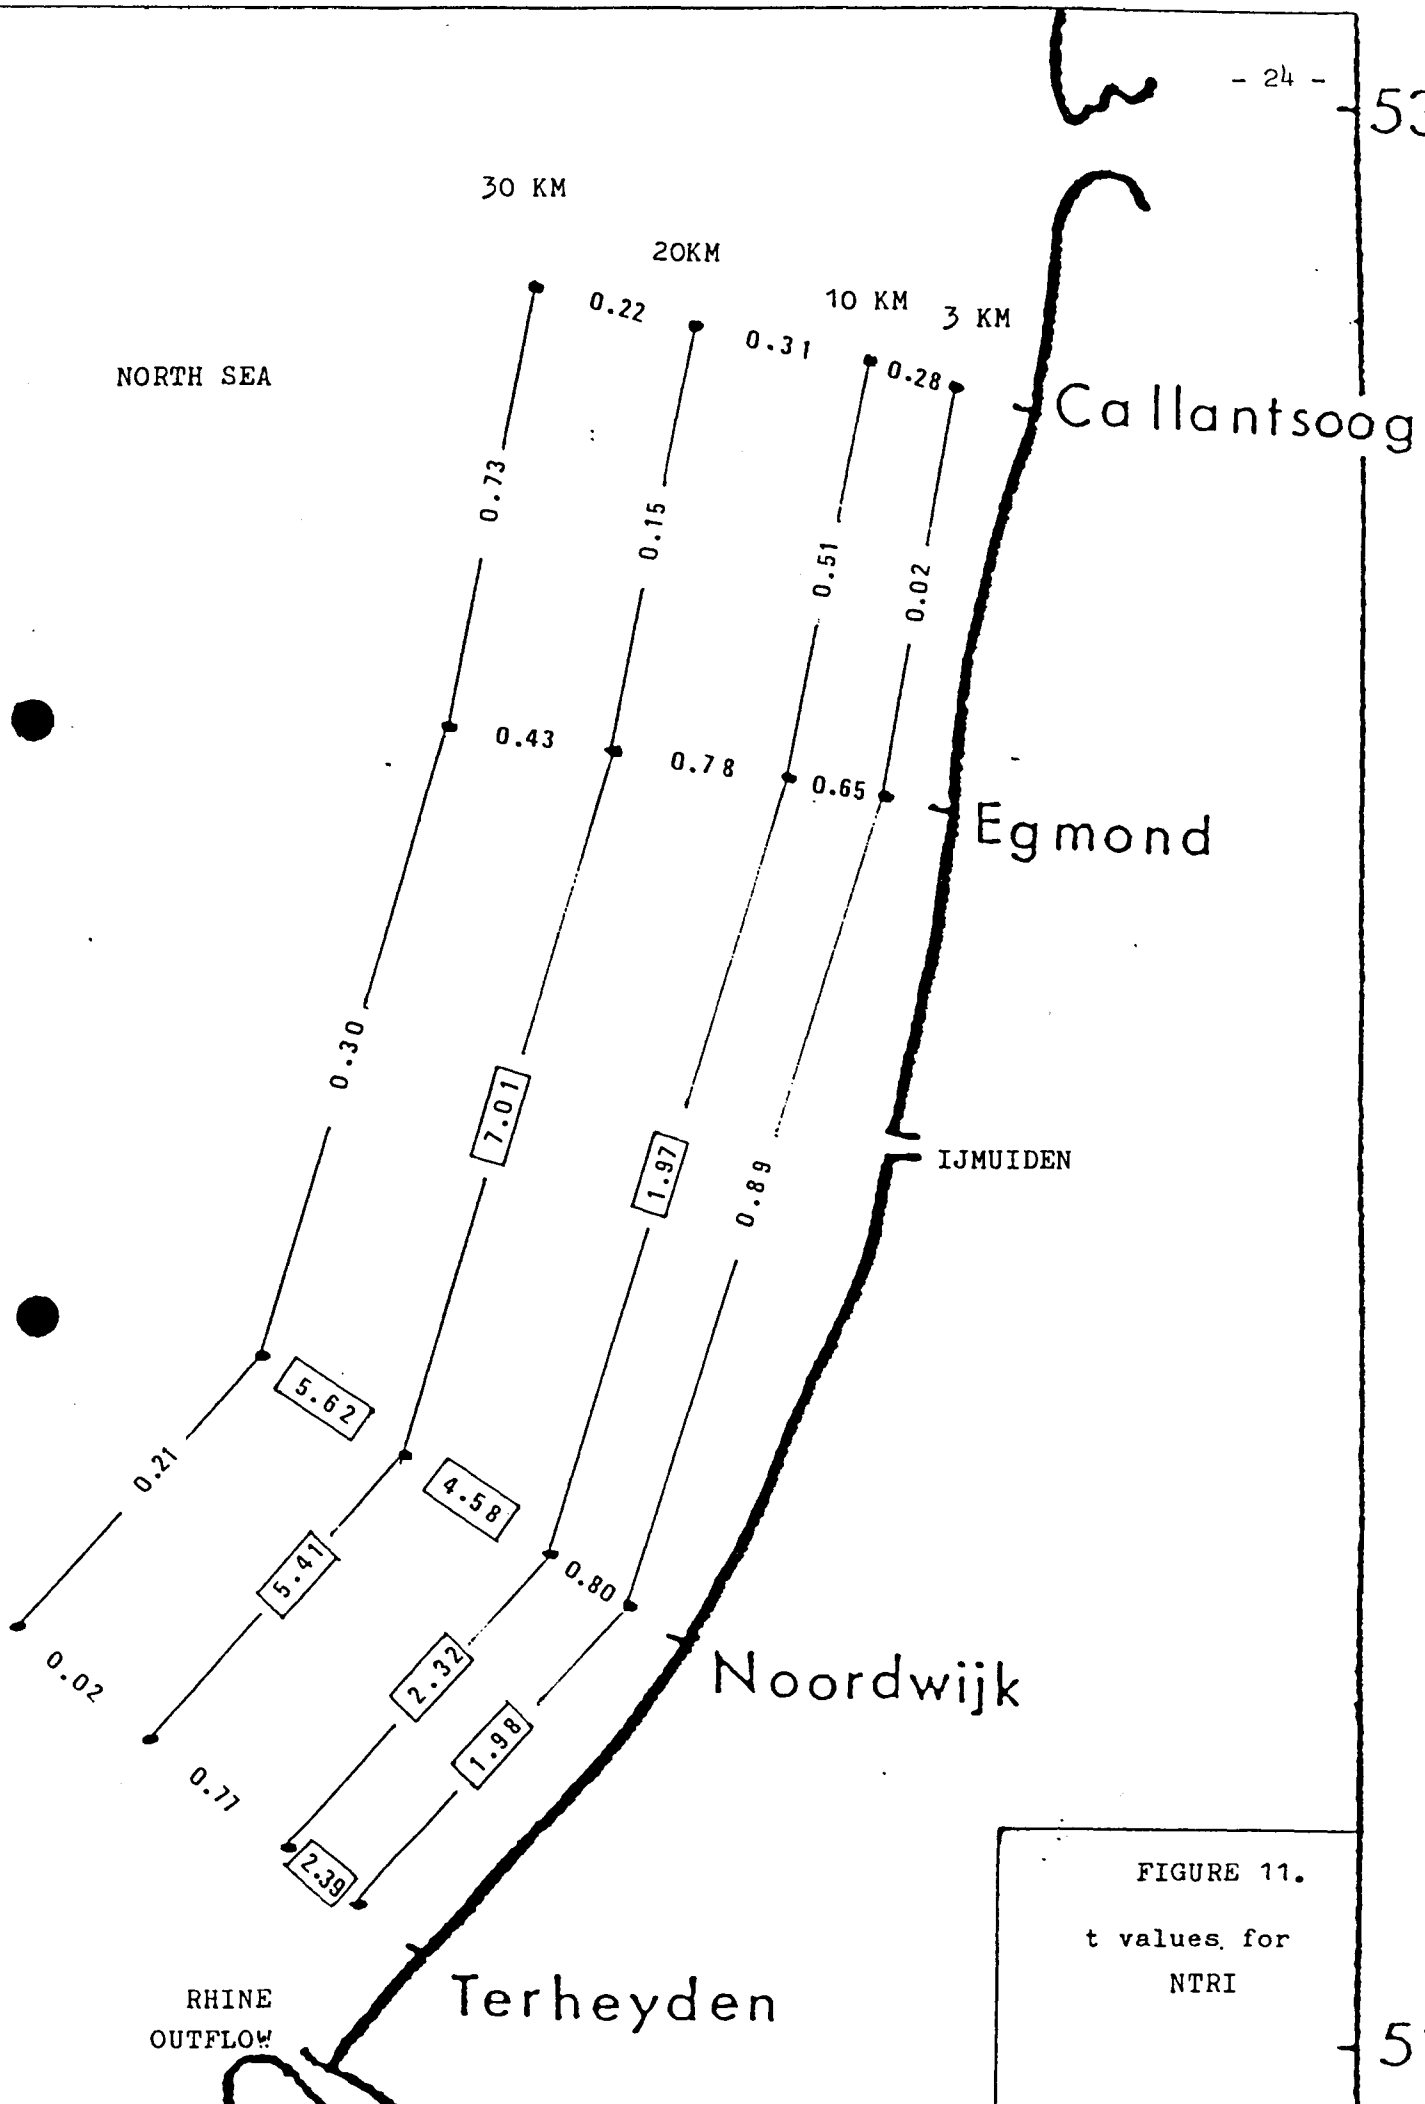 - 24 -
53
30 KM
20KM
10 KM
3 KM
0.22
0.31
0.28
NORTH SEA
Callantsoog
0.73
0.15
0.51
0.02
0.43
0.78
0.65
Egmond
0.30
7.01
1.97
0.89
IJMUIDEN
5.62
4.58
0.80
0.21
5.41
2.32
1.98
Noordwijk
0.02
0.77
2.39
Terheyden
RHINE
OUTFLOW
FIGURE 11.
t values for
NTRI